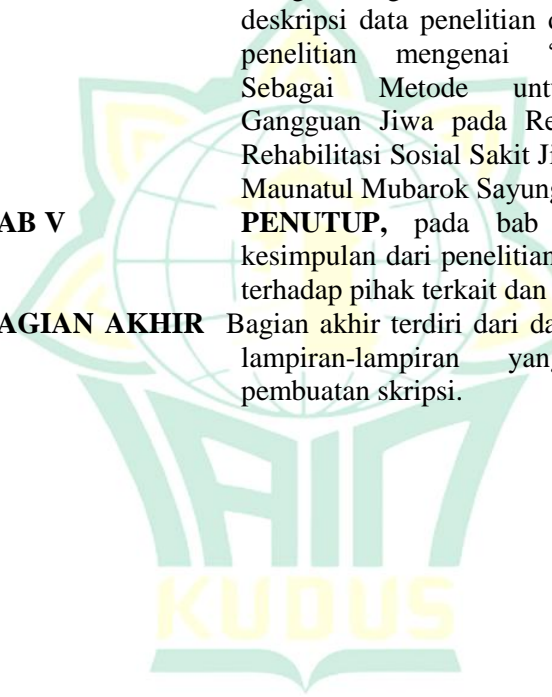 deskripsi data penelitian d
penelitian mengenai "
Sebagai Metode unt
Gangguan Jiwa pada Re
Rehabilitasi Sosial Sakit Ji
Maunatul Mubarok Sayung
AB V PENUTUP, pada bab
kesimpulan dari penelitian
terhadap pihak terkait dan
AGIAN AKHIR Bagian akhir terdiri dari da
lampiran-lampiran yang
pembuatan skripsi.
IAIN
KUDUS